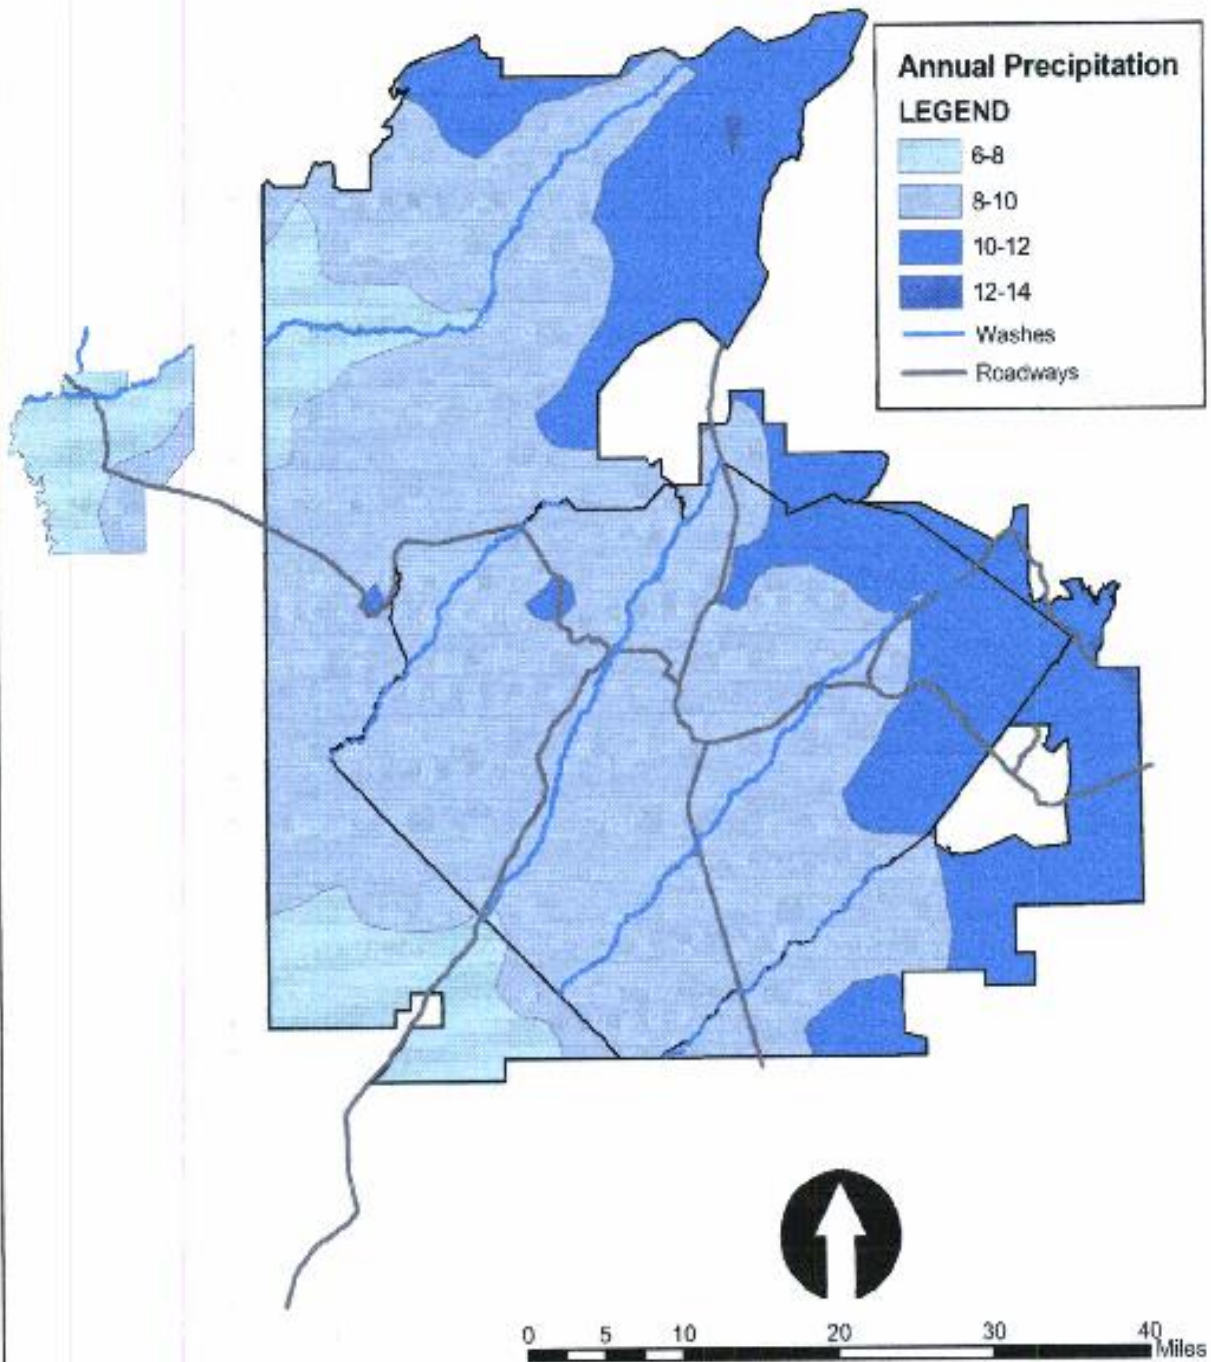 Annual Precipitation
LEGEND
6-8
8-10
10-12
12-14
Washes
Roadways
0 5 10 20 30 40
Miles